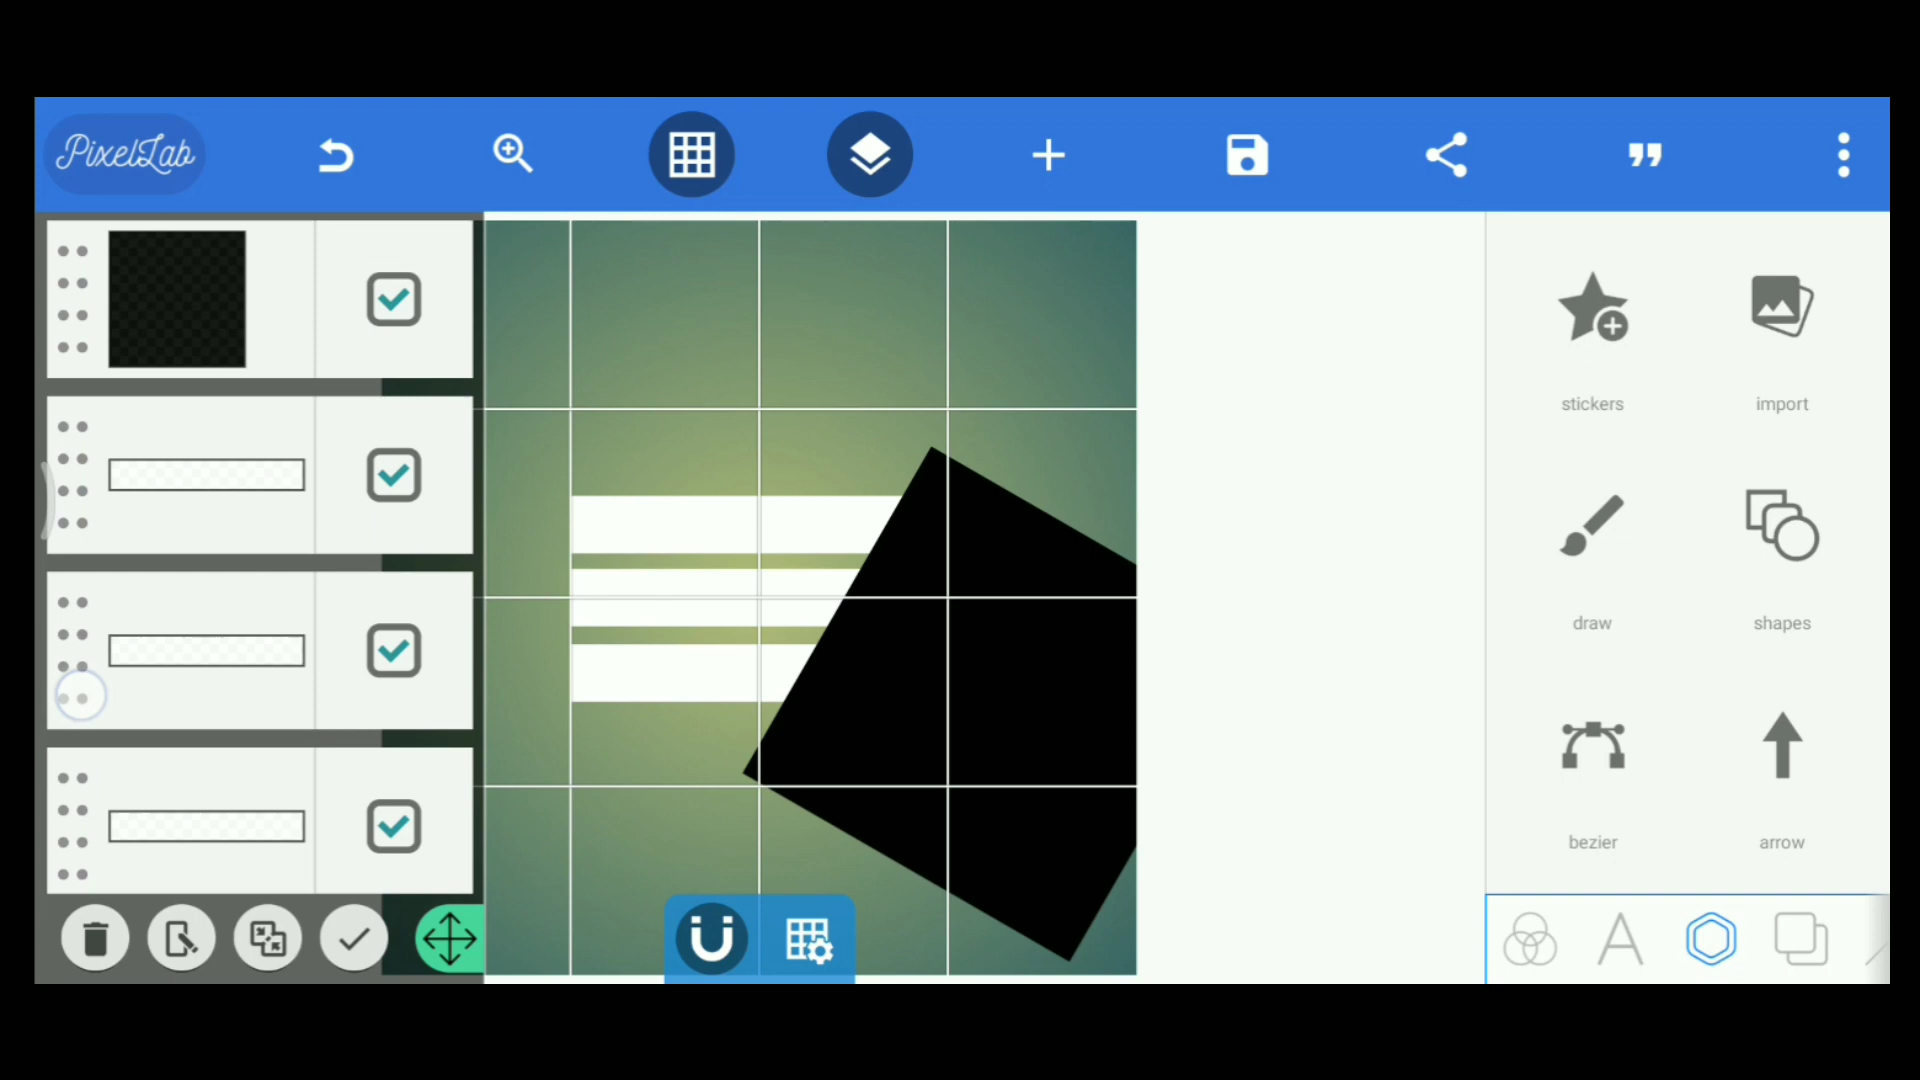 PixelLab
stickers
import
draw
shapes
bezier
arrow